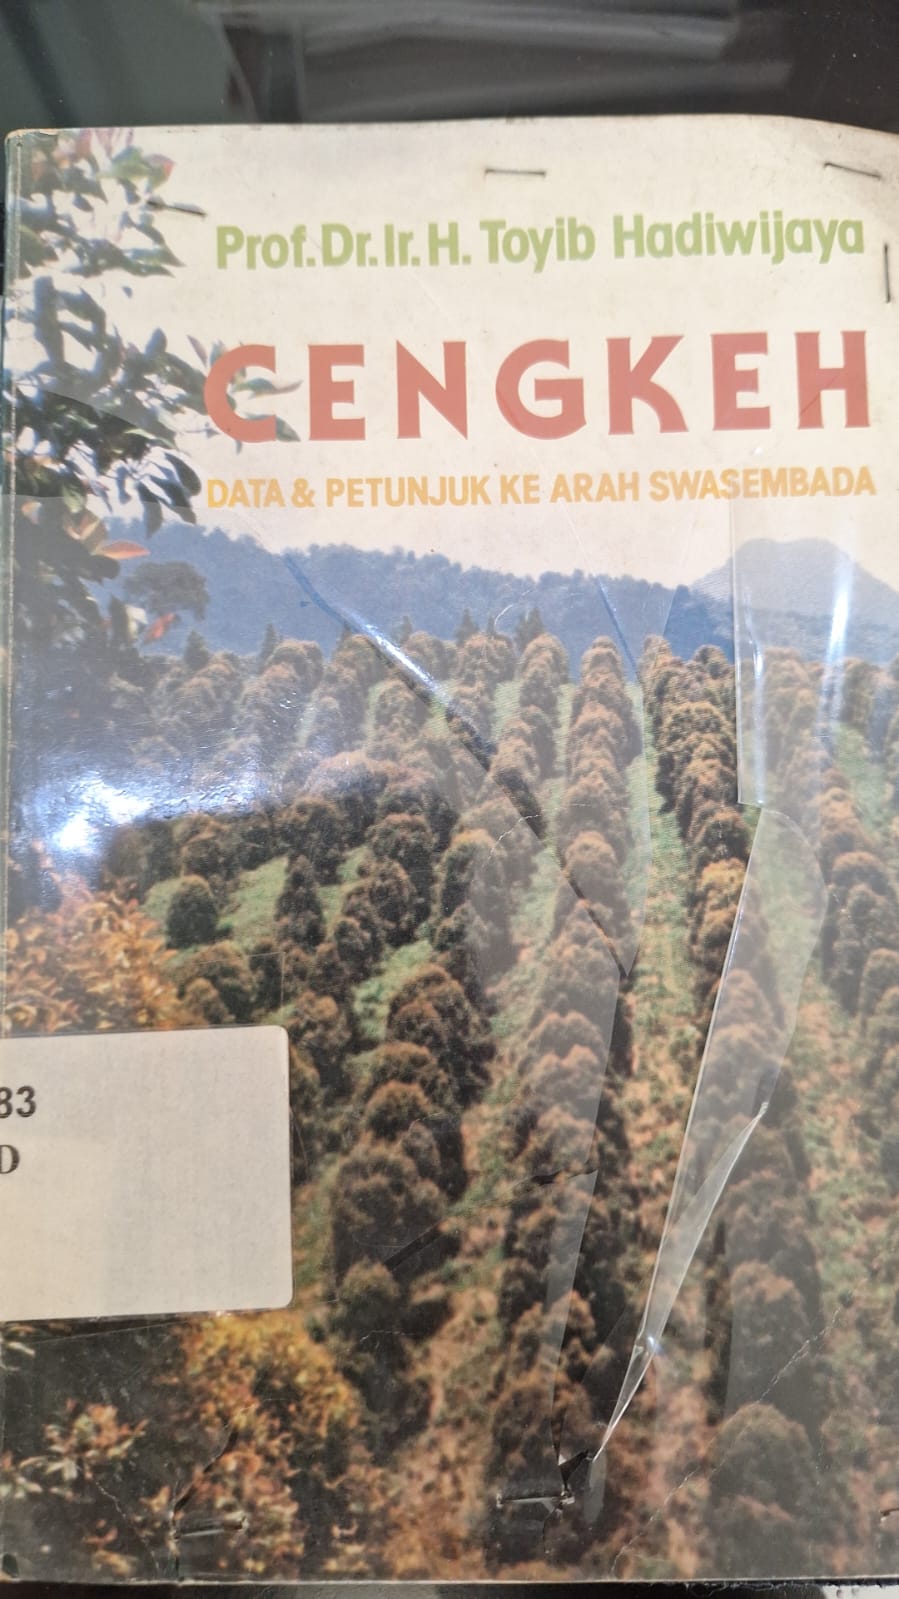 Prof. Dr. Ir. H. Toyib Hadiwijaya
CENGKEH
DATA & PETUNJUK KE ARAH SWASEMBADA
83
D